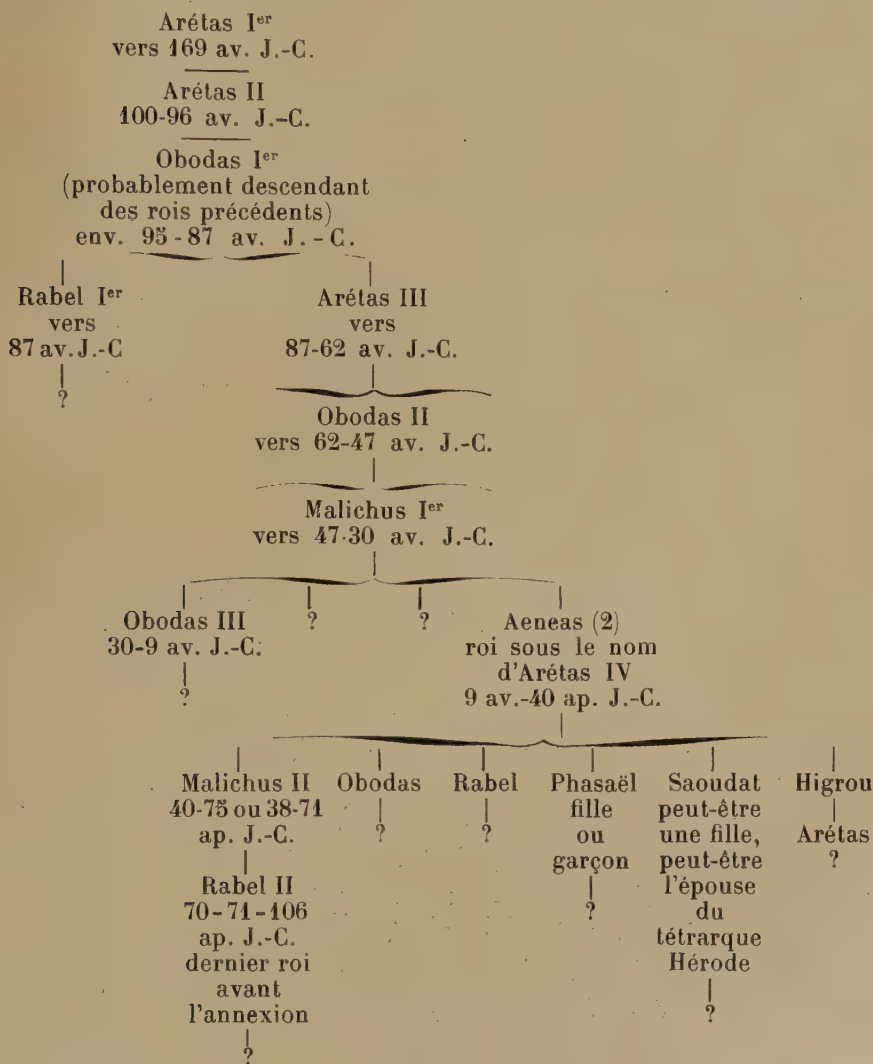 Arétas Ier
vers 169 av. J.-C.
Arétas II
100-96 av. J.-C.
Obodas Ier
(probablement descendant
des rois précédents)
env. 95-87 av. J.-C.
Rabel Ier
vers
87 av. J.-C
?
Arétas III
vers
87-62 av. J.-C.
Obodas II
vers 62-47 av. J.-C.
Malichus Ier
vers 47-30 av. J.-C.
Obodas III
30-9 av. J.-C.
?
?
?
Aeneas (2)
roi sous le nom
d'Arétas IV
9 av.-40 ap. J.-C.
Malichus II
40-75 ou 38-71
ap. J.-C.
Rabel II
70-71-106
ap. J.-C.
dernier roi
avant
l'annexion
?
Obodas
?
Rabel
?
Phasaël
fille
ou
garçon
?
Saoudat
peut-être
une fille,
peut-être
l'épouse
du
tétrarque
Hérode
?
Higrou
Arétas
?